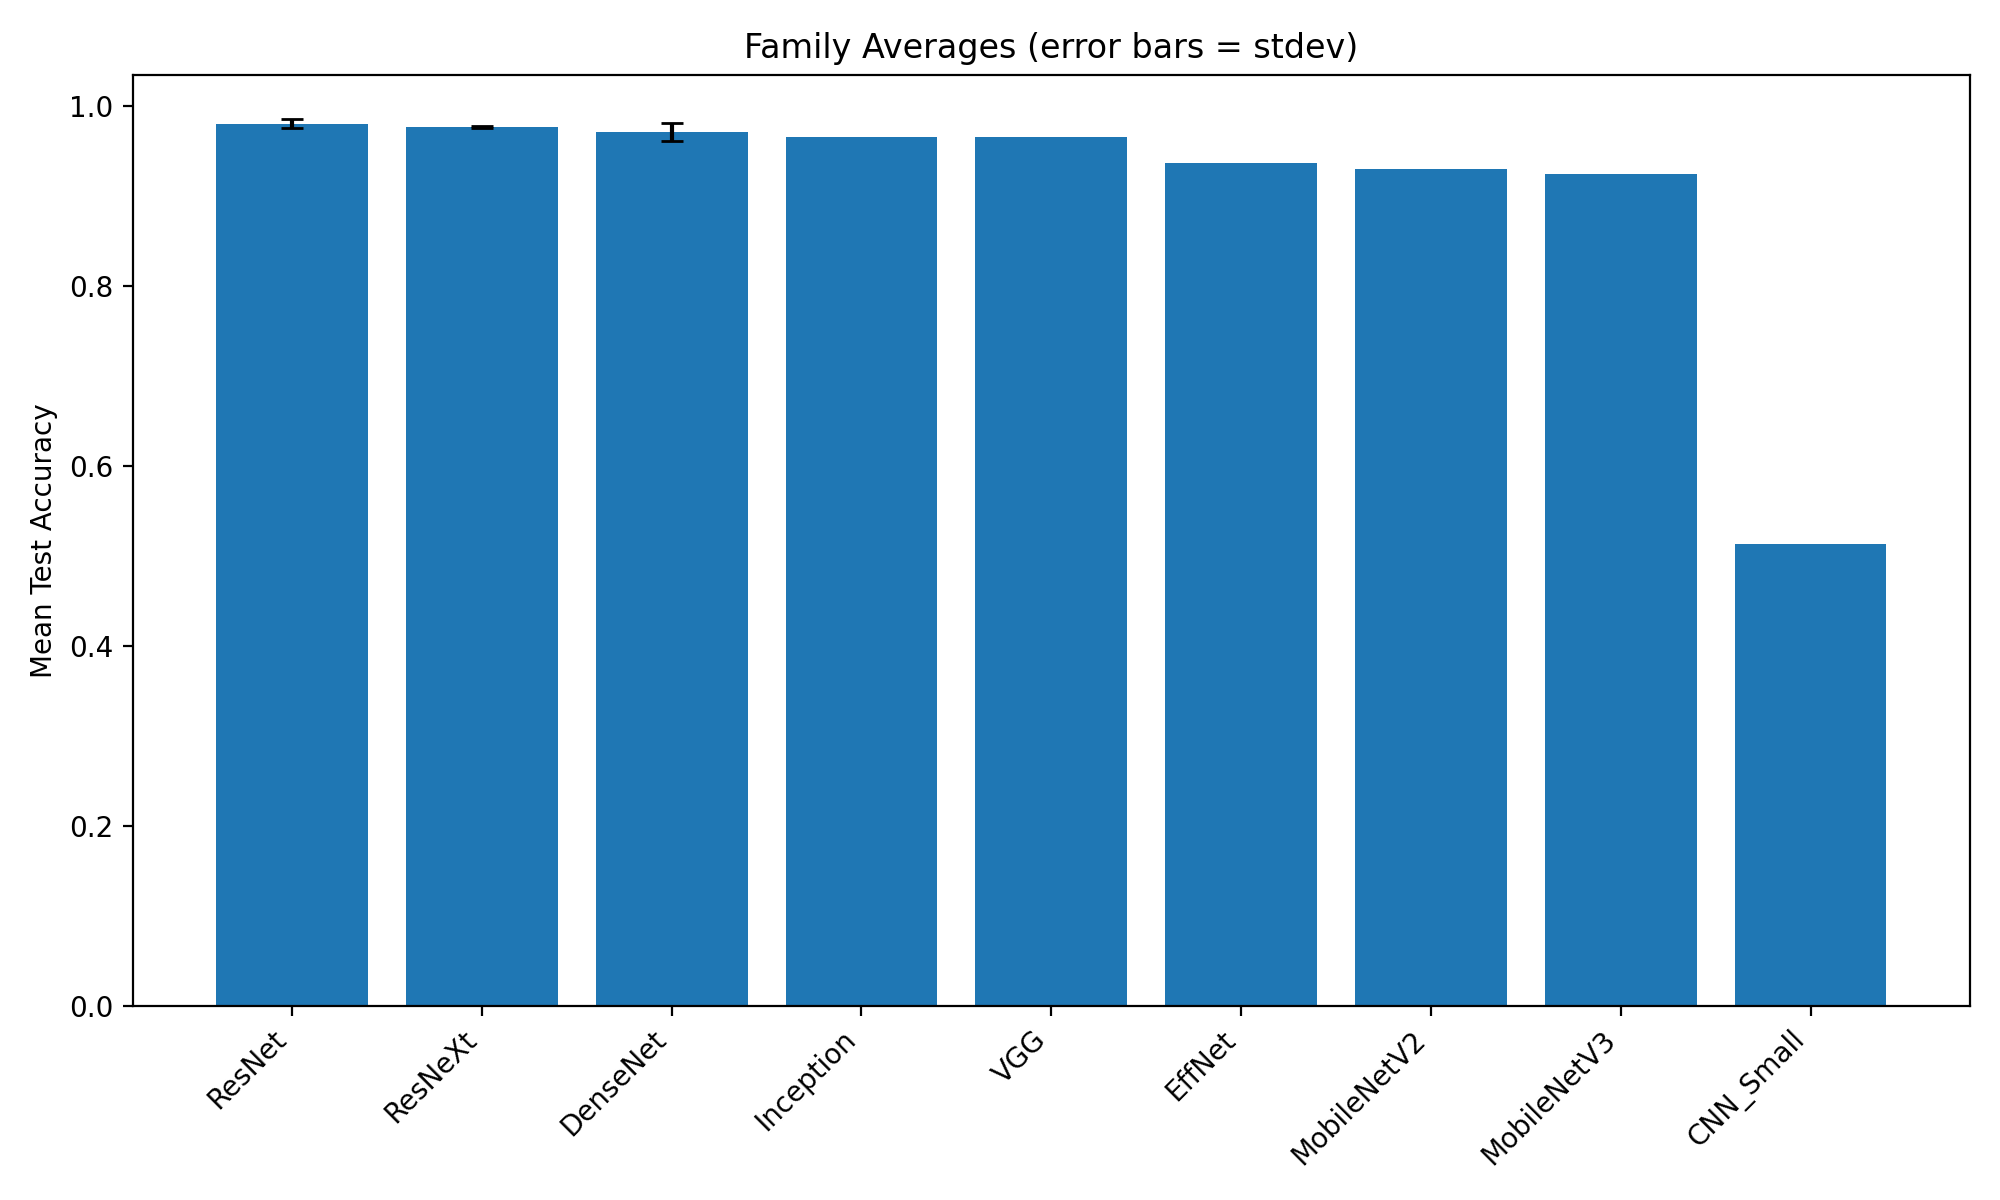 Family Averages (error bars = stdev)
Mean Test Accuracy
1.0
0.8
0.6
0.4
0.2
0.0
ResNet
ResNeXt
DenseNet
Inception
VGG
EffNet
MobileNetV2
MobileNetV3
CNN_Small